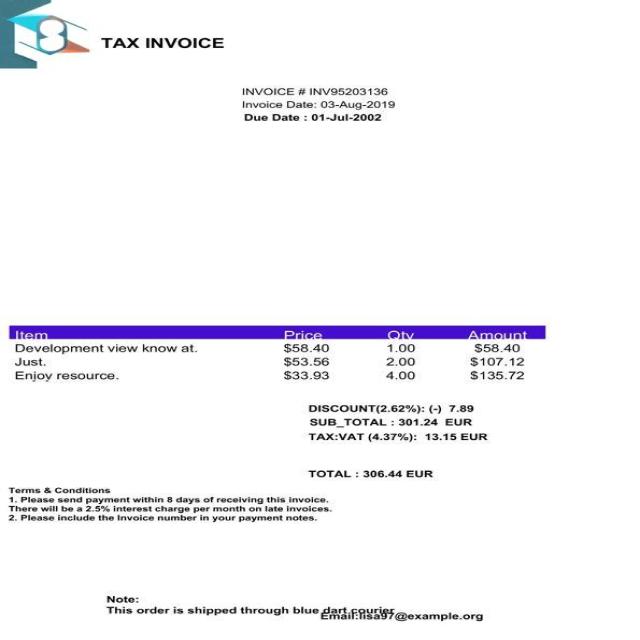 8
TAX INVOICE
INVOICE # INV95203136
Invoice Date: 03-Aug-2019
Due Date : 01-Jul-2002
Item Price Qty Amount
Development view know at. $58.40 1.00 $58.40
Just. $53.56 2.00 $107.12
Enjoy resource. $33.93 4.00 $135.72
DISCOUNT(2.62%): (-) 7.89
SUB_TOTAL : 301.24 EUR
TAX:VAT (4.37%): 13.15 EUR
TOTAL : 306.44 EUR
Terms & Conditions
1. Please send payment within 8 days of receiving this invoice.
There will be a 2.5% interest charge per month on late invoices.
2. Please include the Invoice number in your payment notes.
Note:
This order is shipped through blue dart courier
Email:lisa97@example.org